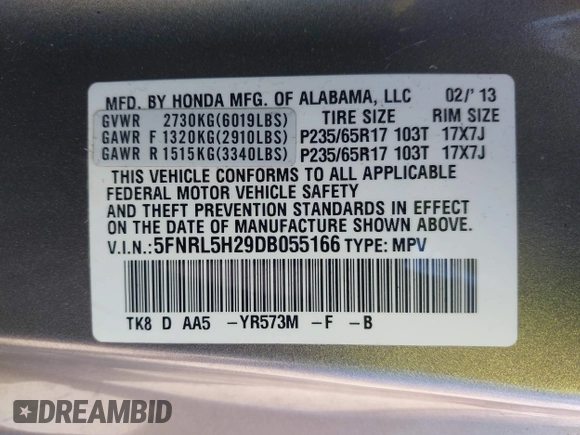 MFD. BY HONDA MFG. OF ALABAMA, LLC 02/'13
GVWR 2730KG(6019LBS) TIRE SIZE RIM SIZE
GAWR F 1320KG(2910LBS) P235/65R17 103T 17X7J
GAWR R 1515KG(3340LBS) P235/65R17 103T 17X7J
THIS VEHICLE CONFORMS TO ALL APPLICABLE
FEDERAL MOTOR VEHICLE SAFETY
AND THEFT PREVENTION STANDARDS IN EFFECT
ON THE DATE OF MANUFACTURE SHOWN ABOVE.
V.I.N.:5FNRL5H29DB055166 TYPE: MPV
TK8 D AA5 -YR573M -F -B
DREAMBID